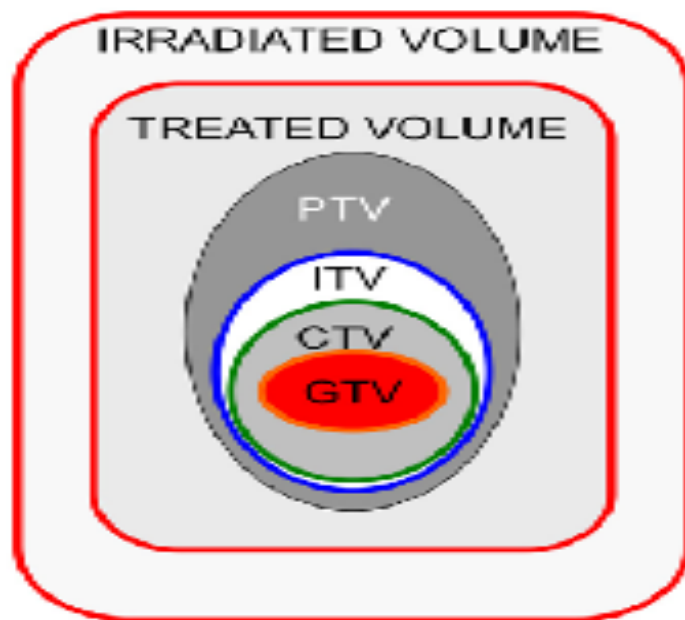 IRRADIATED VOLUME
TREATED VOLUME
PTV
ITV
CTV
GTV